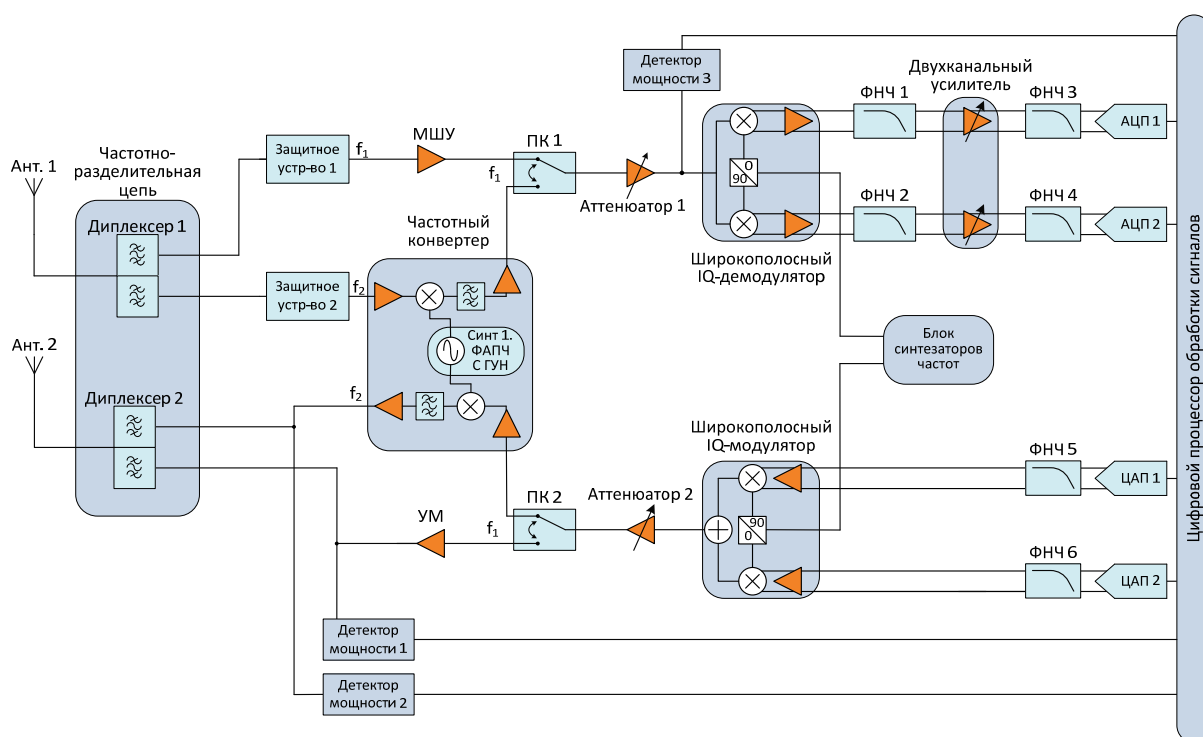 Детектор
мощности 3
Двухканальный
усилитель
ФНЧ 1
ФНЧ 3
АЦП 1
МШУ
ПК 1
Защитное
устр-во 1
f₁
f₁
Частотно-
разделительная
цепь
Ант. 1
0
90
Аттенюатор 1
ФНЧ 2
ФНЧ 4
АЦП 2
Диплексер 1
Частотный
конвертер
Широкополосный
IQ-демодулятор
Защитное
устр-во 2
f₂
Синт 1.
ФАПЧ
С ГУН
Блок
синтезаторов
частот
Ант. 2
f₂
Диплексер 2
Широкополосный
IQ-модулятор
ФНЧ 5
ЦАП 1
Аттенюатор 2
ПК 2
УМ
f₁
90
0
ФНЧ 6
ЦАП 2
Детектор
мощности 1
Детектор
мощности 2
Цифровой процессор обработки сигналов